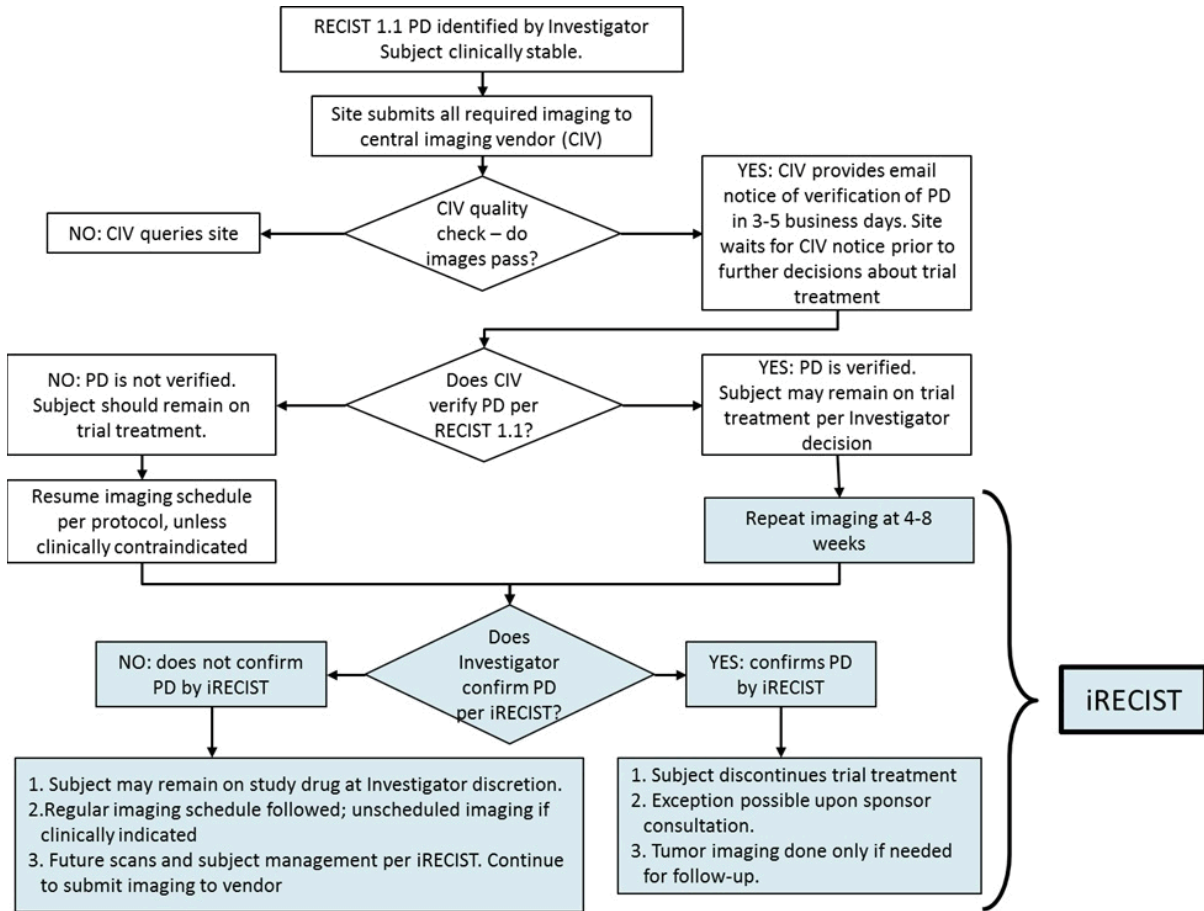 RECIST 1.1 PD identified by Investigator
Subject clinically stable.
Site submits all required imaging to
central imaging vendor (CIV)
CIV quality
check – do
images pass?
NO: CIV queries site
YES: CIV provides email
notice of verification of PD
in 3-5 business days. Site
waits for CIV notice prior to
further decisions about trial
treatment
Does CIV
verify PD per
RECIST 1.1?
NO: PD is not verified.
Subject should remain on
trial treatment.
YES: PD is verified.
Subject may remain on trial
treatment per Investigator
decision
Resume imaging schedule
per protocol, unless
clinically contraindicated
Repeat imaging at 4-8
weeks
Does
Investigator
confirm PD
per iRECIST?
NO: does not confirm
PD by iRECIST
YES: confirms PD
by iRECIST
iRECIST
1. Subject may remain on study drug at Investigator discretion.
2.Regular imaging schedule followed; unscheduled imaging if
clinically indicated
3. Future scans and subject management per iRECIST. Continue
to submit imaging to vendor
1. Subject discontinues trial treatment
2. Exception possible upon sponsor
consultation.
3. Tumor imaging done only if needed
for follow-up.